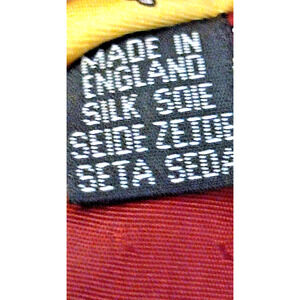 MADE IN
ENGLAND
SILK SOIE
SEIDE ZEIDE
SETA SEDA